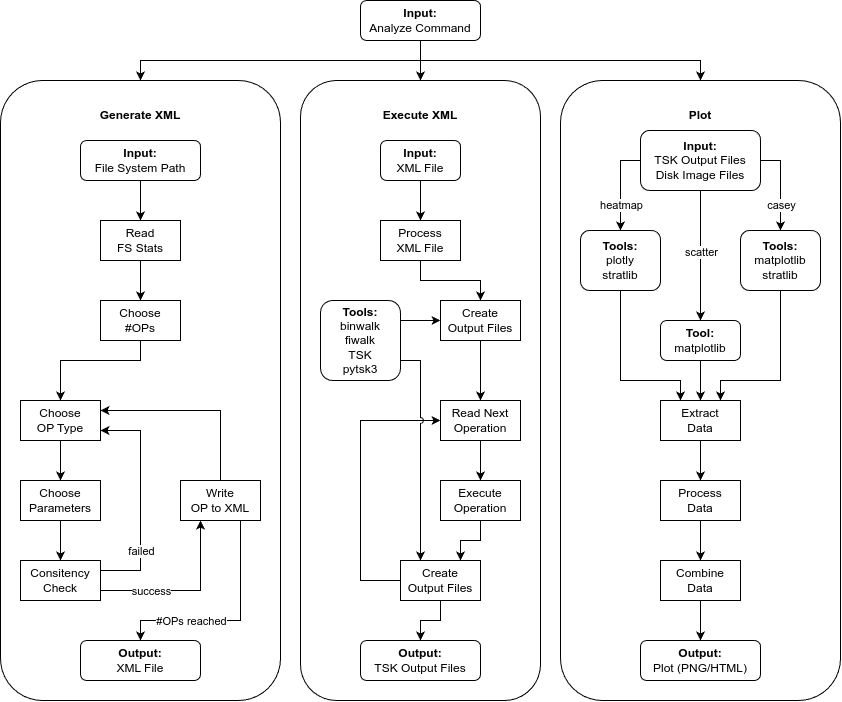 Input:
Analyze Command
Generate XML
Input:
File System Path
Read
FS Stats
Choose
#OPs
Choose
OP Type
Choose
Parameters
Write
OP to XML
failed
Consitency
Check
success
#OPs reached
Output:
XML File
Execute XML
Input:
XML File
Process
XML File
Tools:
binwalk
fiwalk
TSK
pytsk3
Create
Output Files
Read Next
Operation
Execute
Operation
Create
Output Files
Output:
TSK Output Files
Plot
Input:
TSK Output Files
Disk Image Files
heatmap
casey
Tools:
plotly
stratlib
scatter
Tools:
matplotlib
stratlib
Tool:
matplotlib
Extract
Data
Process
Data
Combine
Data
Output:
Plot (PNG/HTML)